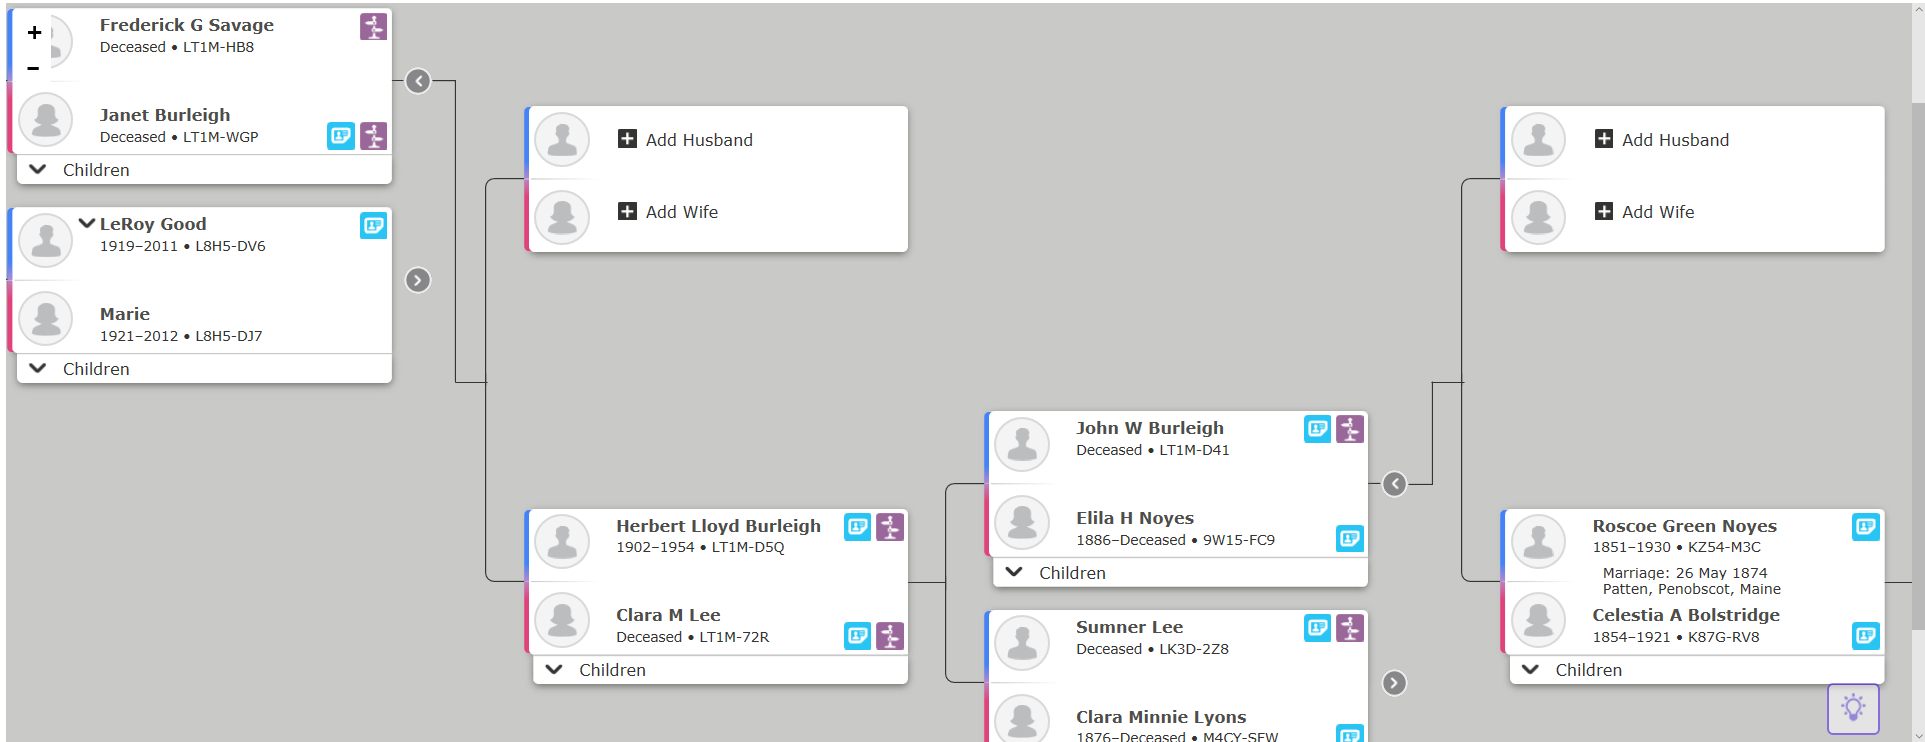 Frederick G Savage
Deceased • LT1M-HB8
Janet Burleigh
Deceased • LT1M-WGP
Children
LeRoy Good
1919–2011 • L8H5-DV6
Marie
1921–2012 • L8H5-DJ7
Children
Add Husband
Add Wife
Herbert Lloyd Burleigh
1902–1954 • LT1M-D5Q
Clara M Lee
Deceased • LT1M-72R
Children
John W Burleigh
Deceased • LT1M-D41
Elila H Noyes
1886–Deceased • 9W15-FC9
Children
Sumner Lee
Deceased • LK3D-2Z8
Clara Minnie Lyons
1876–Deceased • M4CY-SFW
Add Husband
Add Wife
Roscoe Green Noyes
1851–1930 • KZ54-M3C
Marriage: 26 May 1874
Patten, Penobscot, Maine
Celestia A Bolstridge
1854–1921 • K87G-RV8
Children